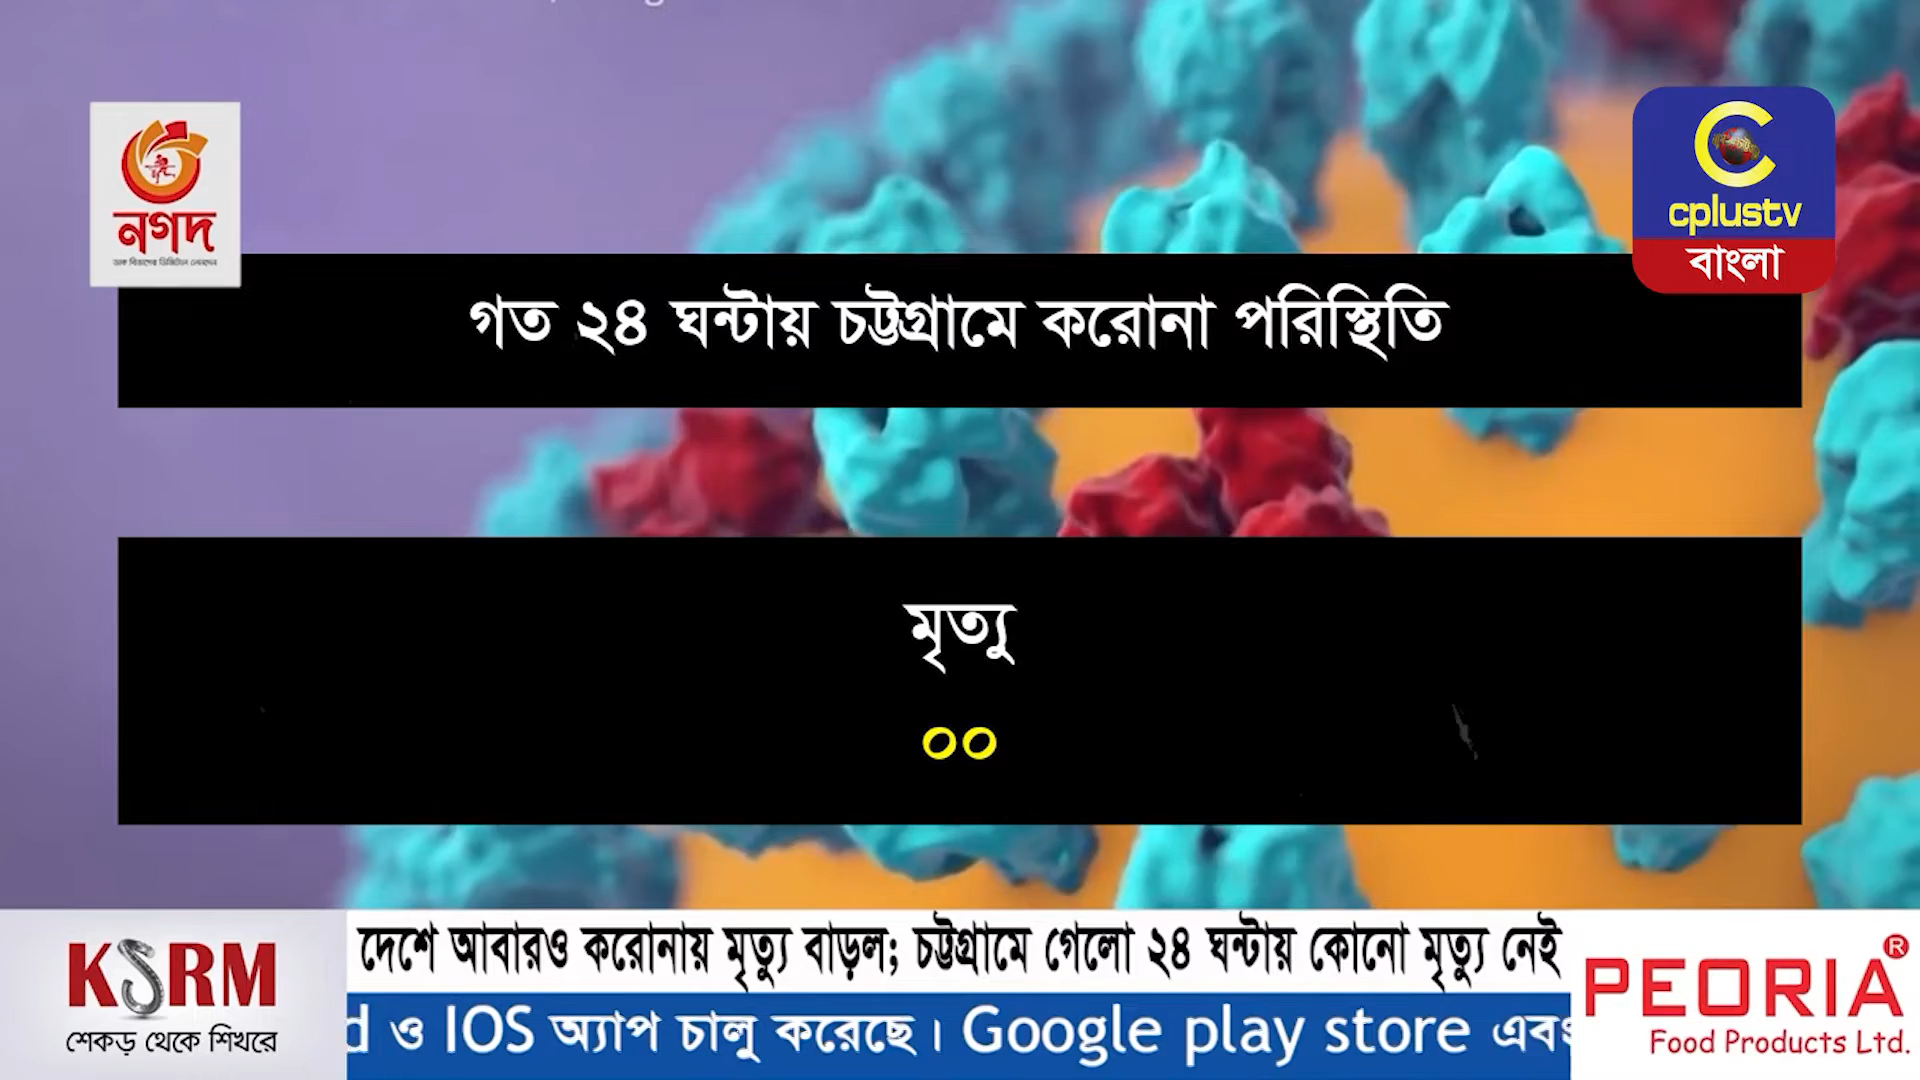 নগদ
ডাক বিভাগের ডিজিটাল লেনদেন
cplustv
বাংলা
গত ২৪ ঘন্টায় চট্টগ্রামে করোনা পরিস্থিতি
মৃত্যু
০০
KSRM
শেকড় থেকে শিখরে
দেশে আবারও করোনায় মৃত্যু বাড়ল; চট্টগ্রামে গেলো ২৪ ঘন্টায় কোনো মৃত্যু নেই
d ও IOS অ্যাপ চালু করেছে। Google play store এবং
PEORIA®
Food Products Ltd.